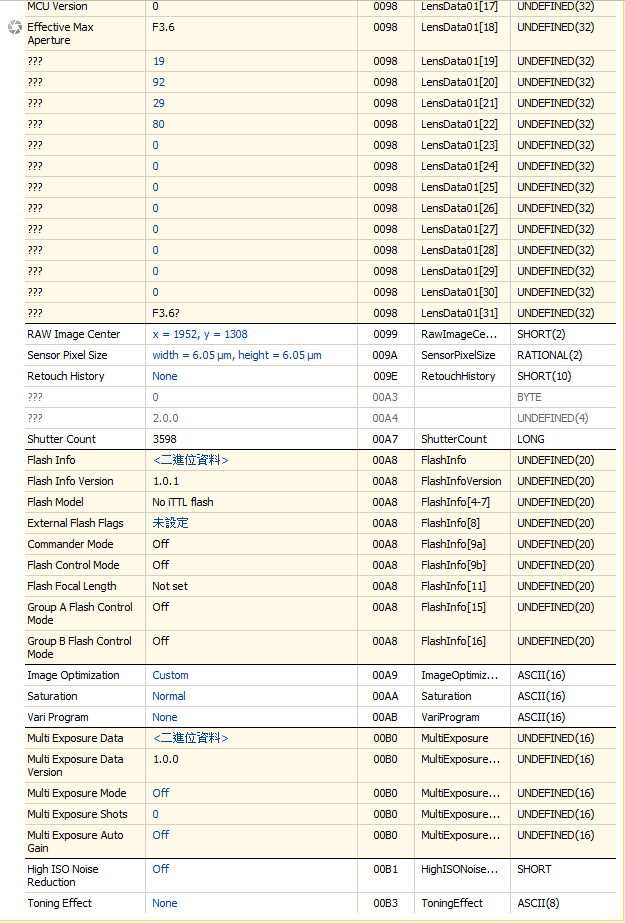 MCU Version 0 0098 LensData01[17] UNDEFINED(32)
Effective Max Aperture F3.6 0098 LensData01[18] UNDEFINED(32)
??? 19 0098 LensData01[19] UNDEFINED(32)
??? 92 0098 LensData01[20] UNDEFINED(32)
??? 29 0098 LensData01[21] UNDEFINED(32)
??? 80 0098 LensData01[22] UNDEFINED(32)
??? 0 0098 LensData01[23] UNDEFINED(32)
??? 0 0098 LensData01[24] UNDEFINED(32)
??? 0 0098 LensData01[25] UNDEFINED(32)
??? 0 0098 LensData01[26] UNDEFINED(32)
??? 0 0098 LensData01[27] UNDEFINED(32)
??? 0 0098 LensData01[28] UNDEFINED(32)
??? 0 0098 LensData01[29] UNDEFINED(32)
??? 0 0098 LensData01[30] UNDEFINED(32)
??? F3.6? 0098 LensData01[31] UNDEFINED(32)
RAW Image Center x = 1952, y = 1308 0099 RawImageCe... SHORT(2)
Sensor Pixel Size width = 6.05 µm, height = 6.05 µm 009A SensorPixelSize RATIONAL(2)
Retouch History None 009E RetouchHistory SHORT(10)
??? 0 00A3 BYTE
??? 2.0.0 00A4 UNDEFINED(4)
Shutter Count 3598 00A7 ShutterCount LONG
Flash Info <二進位資料> 00A8 FlashInfo UNDEFINED(20)
Flash Info Version 1.0.1 00A8 FlashInfoVersion UNDEFINED(20)
Flash Model No iTTL flash 00A8 FlashInfo[4-7] UNDEFINED(20)
External Flash Flags 未設定 00A8 FlashInfo[8] UNDEFINED(20)
Commander Mode Off 00A8 FlashInfo[9a] UNDEFINED(20)
Flash Control Mode Off 00A8 FlashInfo[9b] UNDEFINED(20)
Flash Focal Length Not set 00A8 FlashInfo[11] UNDEFINED(20)
Group A Flash Control Mode Off 00A8 FlashInfo[15] UNDEFINED(20)
Group B Flash Control Mode Off 00A8 FlashInfo[16] UNDEFINED(20)
Image Optimization Custom 00A9 ImageOptimiz... ASCII(16)
Saturation Normal 00AA Saturation ASCII(16)
Vari Program None 00AB VariProgram ASCII(16)
Multi Exposure Data <二進位資料> 00B0 MultiExposure UNDEFINED(16)
Multi Exposure Data Version 1.0.0 00B0 MultiExposure... UNDEFINED(16)
Multi Exposure Mode Off 00B0 MultiExposure... UNDEFINED(16)
Multi Exposure Shots 0 00B0 MultiExposure... UNDEFINED(16)
Multi Exposure Auto Gain Off 00B0 MultiExposure... UNDEFINED(16)
High ISO Noise Reduction Off 00B1 HighISONoise... SHORT
Toning Effect None 00B3 ToningEffect ASCII(8)